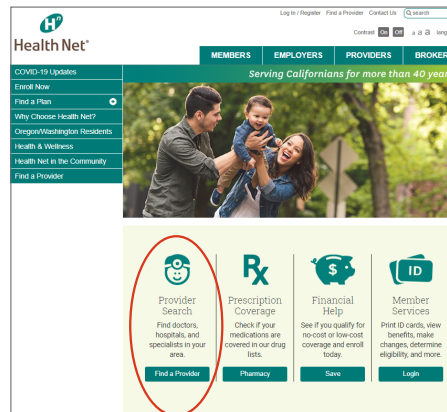 Log In / Register Find a Provider Contact Us search
Contrast On Off a a a
Health Net®
MEMBERS EMPLOYERS PROVIDERS BROKER
COVID-19 Updates
Serving Californians for more than 40 year
Enroll Now
Find a Plan
Why Choose Health Net?
Oregon/Washington Residents
Health & Wellness
Health Net in the Community
Find a Provider
Provider
Search
Find doctors,
hospitals, and
specialists in your
area.
Find a Provider
Rx
Prescription
Coverage
Check if your
medications are
covered in our drug
lists.
Pharmacy
$
Financial
Help
See if you qualify for
no-cost or low-cost
coverage and enroll
today.
Save
ID
Member
Services
Print ID cards, view
benefits, make
changes, determine
eligibility, and more.
Login